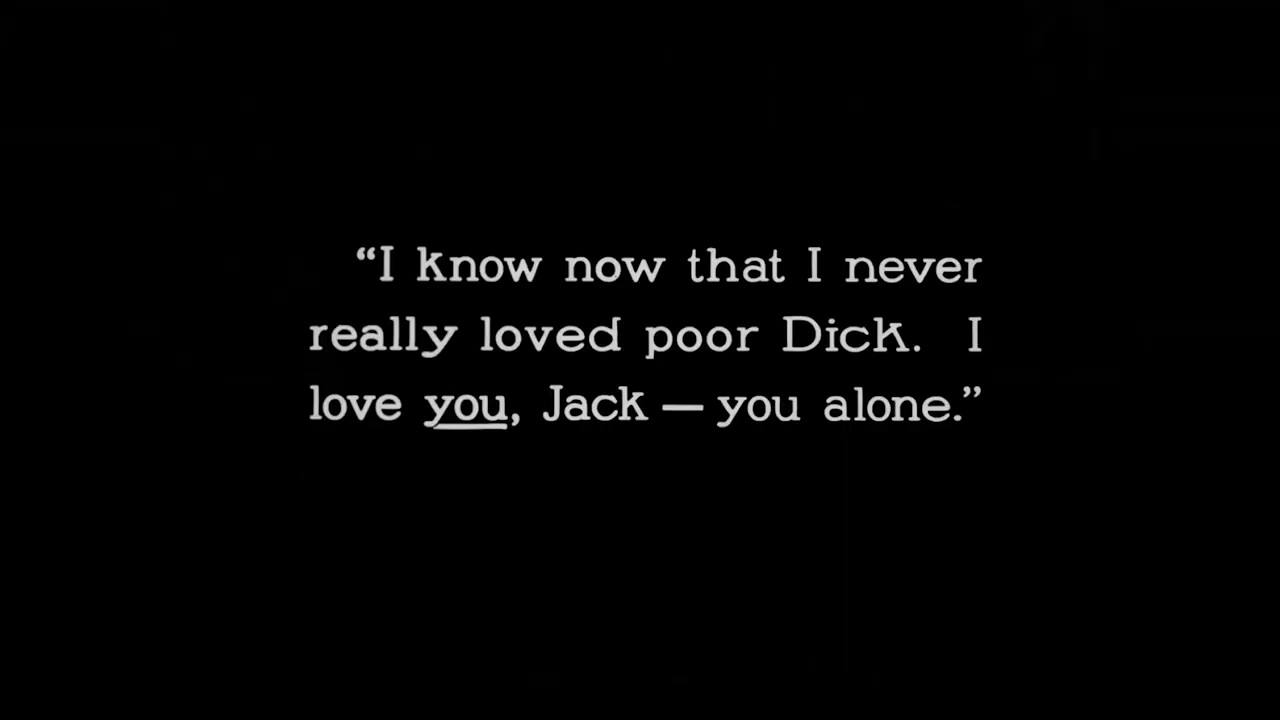 “I know now that I never
really loved poor Dick. I
love you, Jack — you alone.”